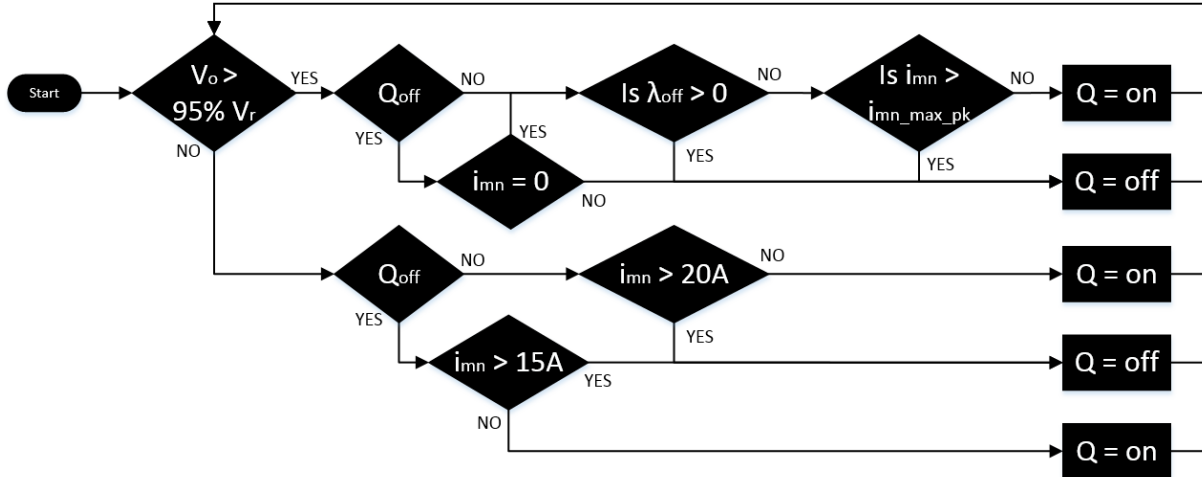 Start
Vo >
95% Vr
YES
NO
Qoff
NO
YES
YES
imn = 0
NO
Is λoff > 0
NO
YES
Is imn >
imn_max_pk
NO
YES
Q = on
Q = off
Qoff
NO
YES
imn > 20A
NO
YES
Q = on
imn > 15A
YES
NO
Q = off
Q = on